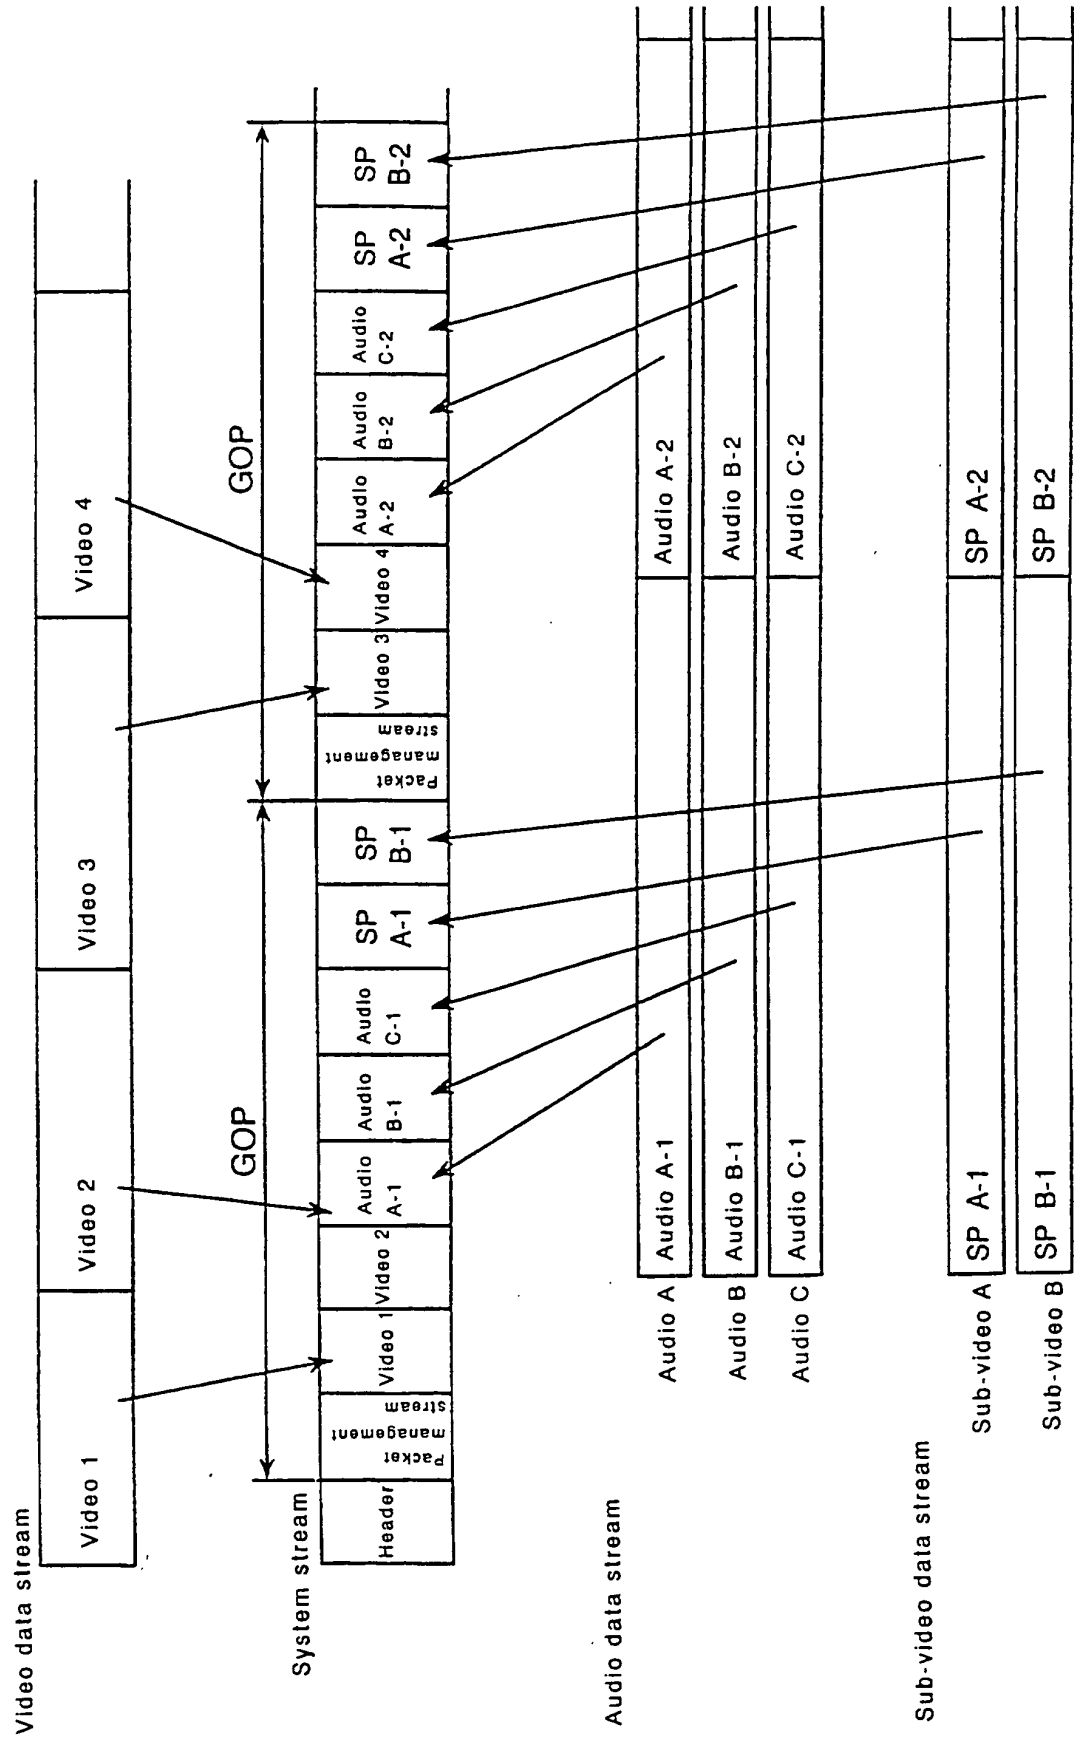 Video data stream
Video 1
Video 2
Video 3
Video 4
GOP
GOP
System stream
Header
Packet
management
stream
Video 1
Video 2
Audio
A-1
Audio
B-1
Audio
C-1
SP
A-1
SP
B-1
Packet
management
stream
Video 3
Video 4
Audio
A-2
Audio
B-2
Audio
C-2
SP
A-2
SP
B-2
Audio data stream
Audio A
Audio A-1
Audio A-2
Audio B
Audio B-1
Audio B-2
Audio C
Audio C-1
Audio C-2
Sub-video data stream
Sub-video A
SP A-1
SP A-2
Sub-video B
SP B-1
SP B-2